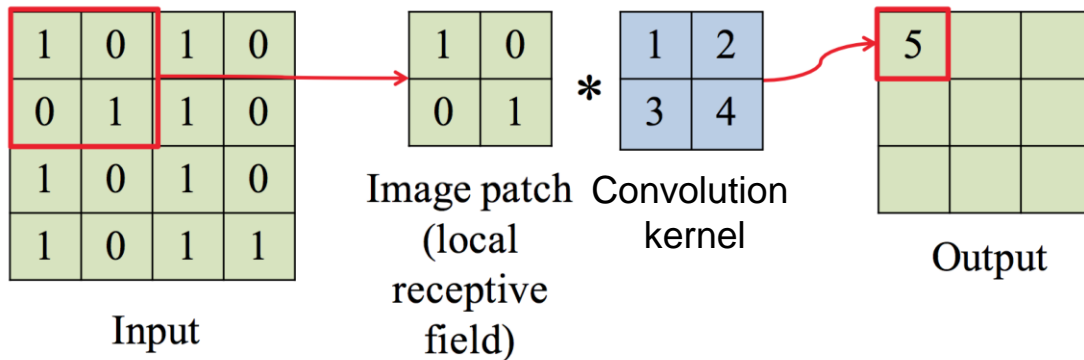 1 0 1 0
0 1 1 0
1 0 1 0
1 0 1 1
Input
1 0
0 1
Image patch
(local
receptive
field)
*
1 2
3 4
Convolution
kernel
5
Output